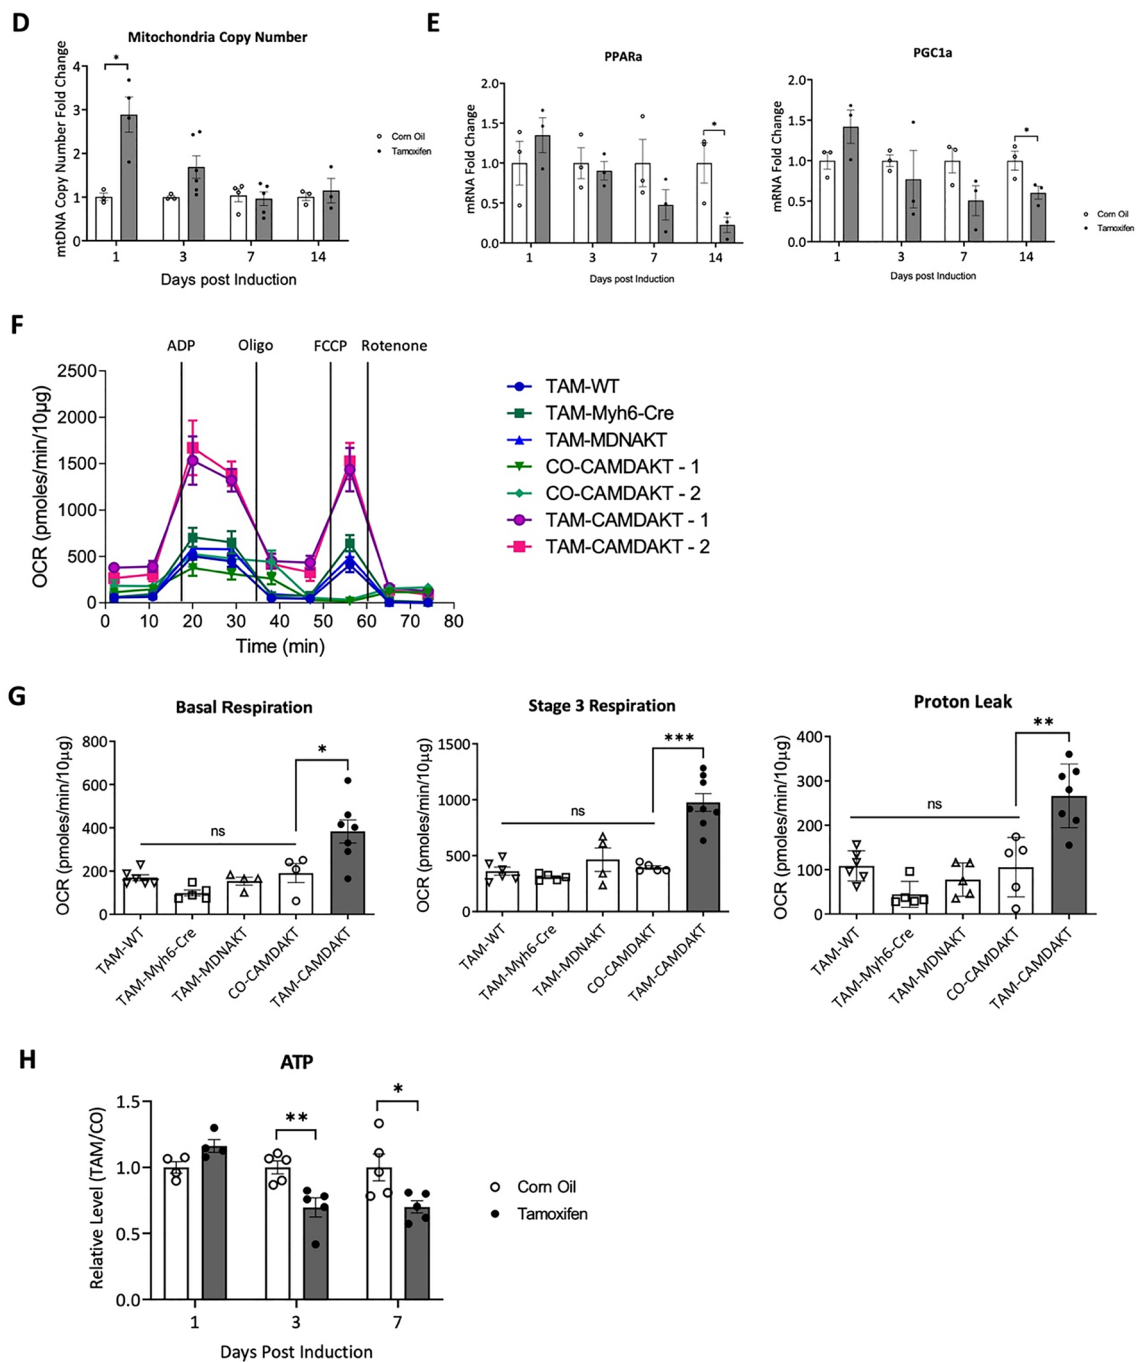 D
Mitochondria Copy Number
mtDNA Copy Number Fold Change
4
3
2
1
0
*
1 3 7 14
Days post Induction
Corn Oil
Tamoxifen
E
PPARa
mRNA Fold Change
2.0
1.5
1.0
0.5
0.0
*
1 3 7 14
Days post Induction
PGC1a
mRNA Fold Change
2.0
1.5
1.0
0.5
0.0
*
1 3 7 14
Days post Induction
Corn Oil
Tamoxifen
F
ADP Oligo FCCP Rotenone
OCR (pmoles/min/10µg)
2500
2000
1500
1000
500
0
0 10 20 30 40 50 60 70 80
Time (min)
TAM-WT
TAM-Myh6-Cre
TAM-MDNAKT
CO-CAMDAKT - 1
CO-CAMDAKT - 2
TAM-CAMDAKT - 1
TAM-CAMDAKT - 2
G
Basal Respiration
OCR (pmoles/min/10µg)
800
600
400
200
0
ns
*
TAM-WT
TAM-Myh6-Cre
TAM-MDNAKT
CO-CAMDAKT
TAM-CAMDAKT
Stage 3 Respiration
OCR (pmoles/min/10µg)
1500
1000
500
0
ns
***
TAM-WT
TAM-Myh6-Cre
TAM-MDNAKT
CO-CAMDAKT
TAM-CAMDAKT
Proton Leak
OCR (pmoles/min/10µg)
400
300
200
100
0
ns
**
TAM-WT
TAM-Myh6-Cre
TAM-MDNAKT
CO-CAMDAKT
TAM-CAMDAKT
H
ATP
Relative Level (TAM/CO)
1.5
1.0
0.5
0.0
**
*
1 3 7
Days Post Induction
Corn Oil
Tamoxifen